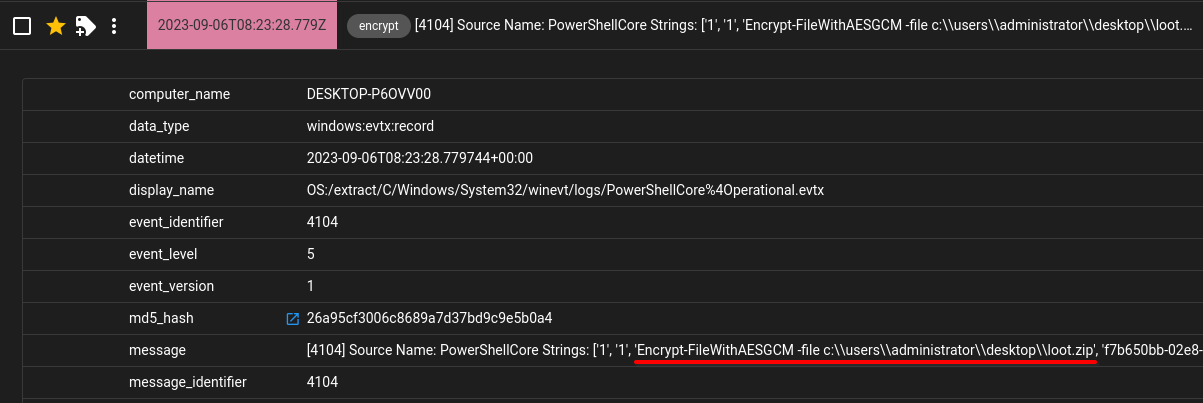 2023-09-06T08:23:28.779Z encrypt [4104] Source Name: PowerShellCore Strings: ['1', '1', 'Encrypt-FileWithAESGCM -file c:\\users\\administrator\\desktop\\loot....
computer_name DESKTOP-P6OVV00
data_type windows:evtx:record
datetime 2023-09-06T08:23:28.779744+00:00
display_name OS:/extract/C/Windows/System32/winevt/logs/PowerShellCore%4Operational.evtx
event_identifier 4104
event_level 5
event_version 1
md5_hash 26a95cf3006c8689a7d37bd9c9e5b0a4
message [4104] Source Name: PowerShellCore Strings: ['1', '1', 'Encrypt-FileWithAESGCM -file c:\\users\\administrator\\desktop\\loot.zip', 'f7b650bb-02e8-
message_identifier 4104